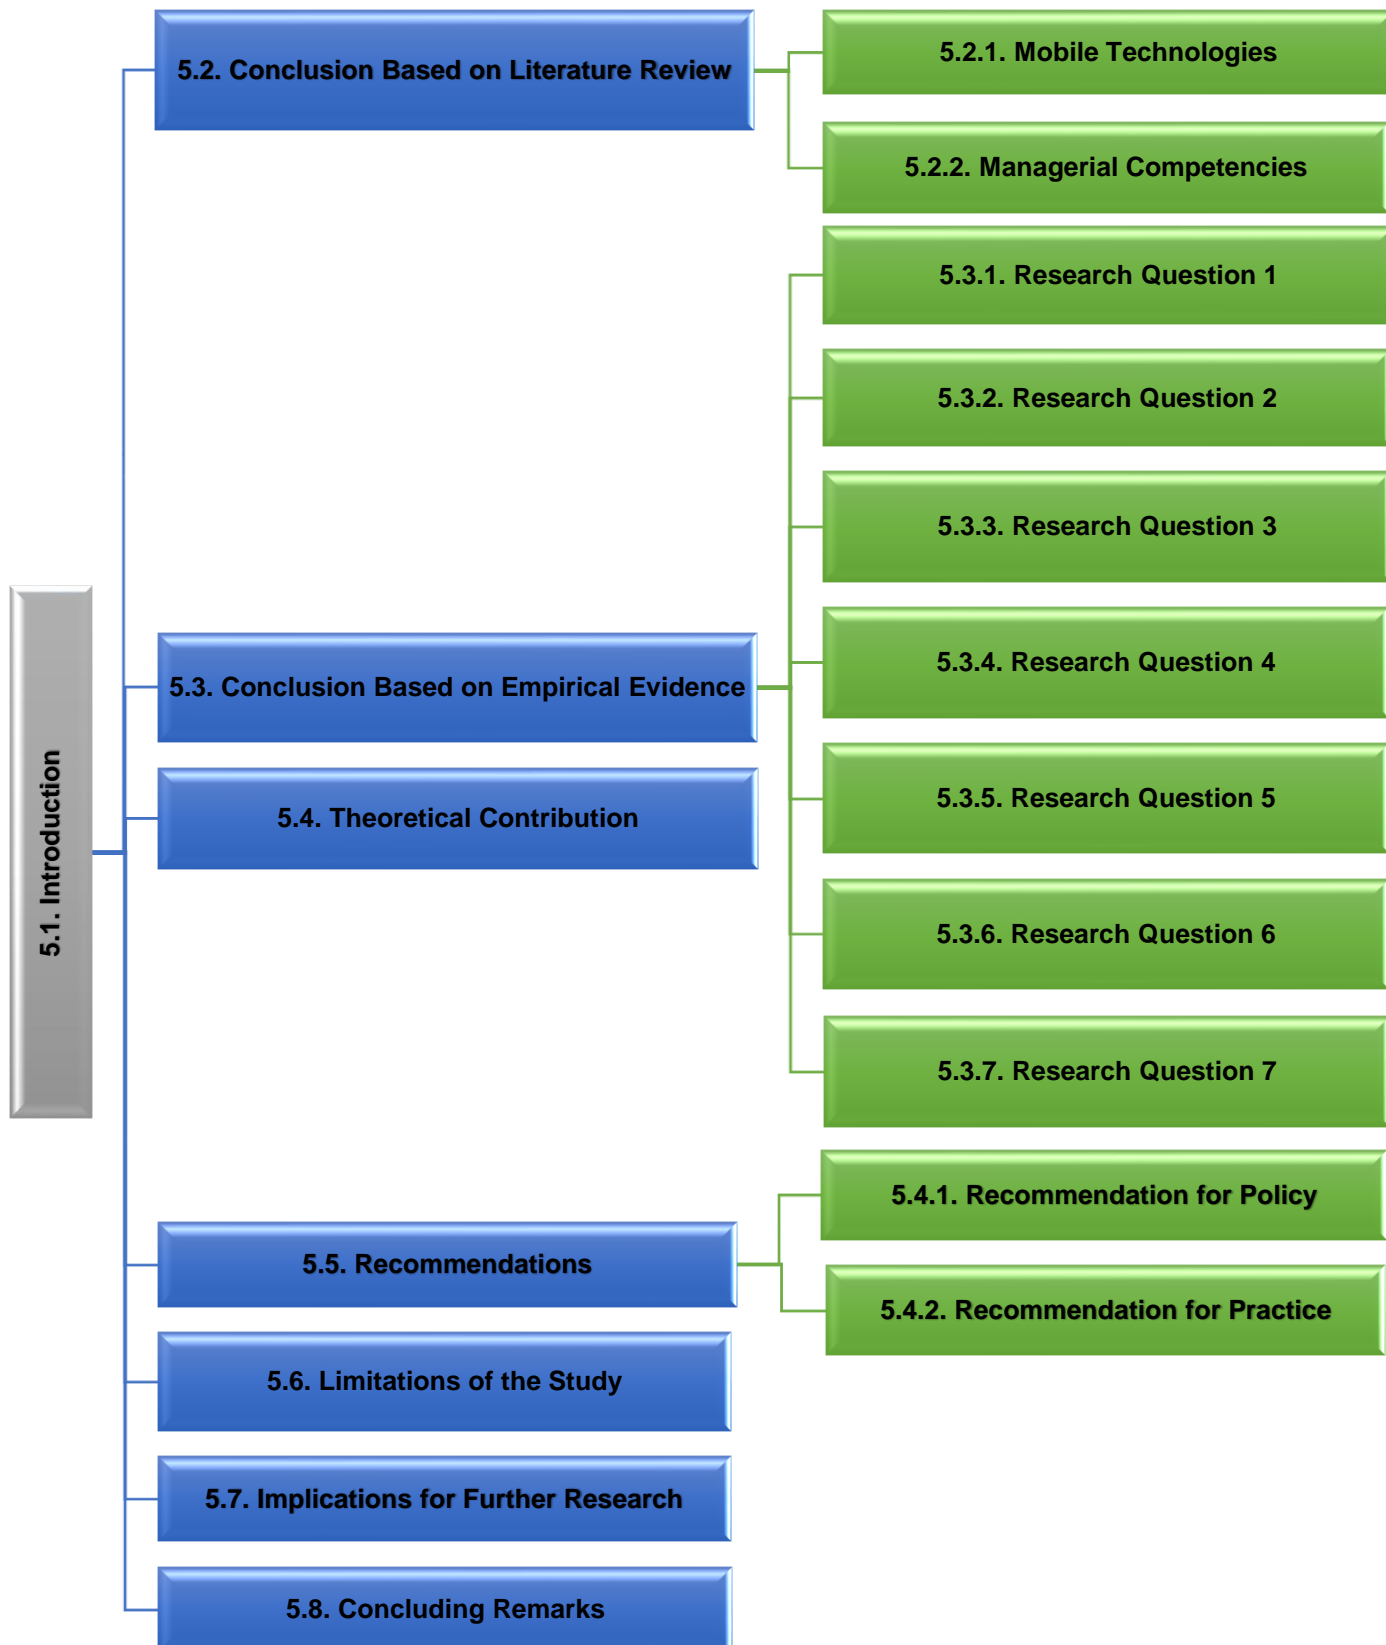 5.1. Introduction
5.2. Conclusion Based on Literature Review
5.2.1. Mobile Technologies
5.2.2. Managerial Competencies
5.3. Conclusion Based on Empirical Evidence
5.3.1. Research Question 1
5.3.2. Research Question 2
5.3.3. Research Question 3
5.3.4. Research Question 4
5.3.5. Research Question 5
5.3.6. Research Question 6
5.3.7. Research Question 7
5.4. Theoretical Contribution
5.5. Recommendations
5.4.1. Recommendation for Policy
5.4.2. Recommendation for Practice
5.6. Limitations of the Study
5.7. Implications for Further Research
5.8. Concluding Remarks